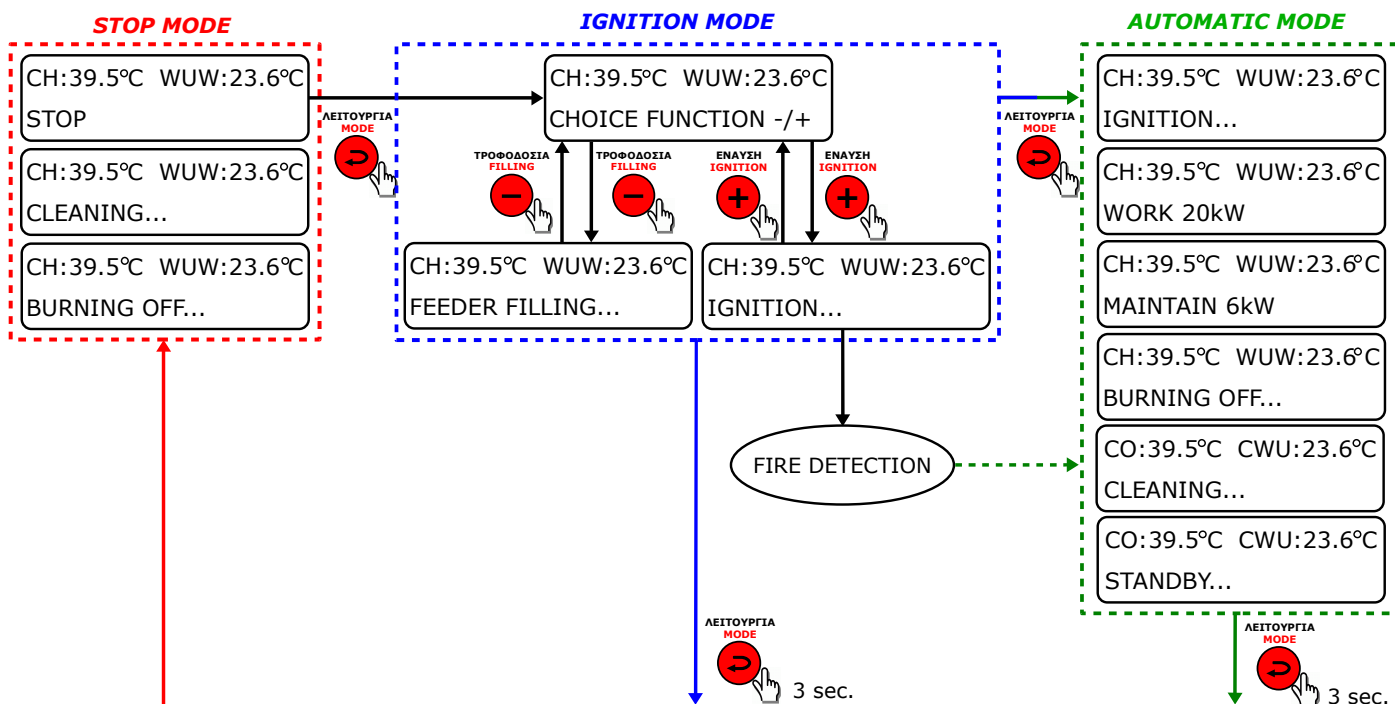 STOP MODE
CH:39.5°C WUW:23.6°C
STOP
CH:39.5°C WUW:23.6°C
CLEANING...
CH:39.5°C WUW:23.6°C
BURNING OFF...
ΛΕΙΤΟΥΡΓΙΑ
MODE
IGNITION MODE
CH:39.5°C WUW:23.6°C
CHOICE FUNCTION -/+
ΤΡΟΦΟΔΟΣΙΑ
FILLING
ΤΡΟΦΟΔΟΣΙΑ
FILLING
ΕΝΑΥΣΗ
IGNITION
ΕΝΑΥΣΗ
IGNITION
CH:39.5°C WUW:23.6°C
FEEDER FILLING...
CH:39.5°C WUW:23.6°C
IGNITION...
FIRE DETECTION
ΛΕΙΤΟΥΡΓΙΑ
MODE
3 sec.
ΛΕΙΤΟΥΡΓΙΑ
MODE
AUTOMATIC MODE
CH:39.5°C WUW:23.6°C
IGNITION...
CH:39.5°C WUW:23.6°C
WORK 20kW
CH:39.5°C WUW:23.6°C
MAINTAIN 6kW
CH:39.5°C WUW:23.6°C
BURNING OFF...
CO:39.5°C CWU:23.6°C
CLEANING...
CO:39.5°C CWU:23.6°C
STANDBY...
ΛΕΙΤΟΥΡΓΙΑ
MODE
3 sec.